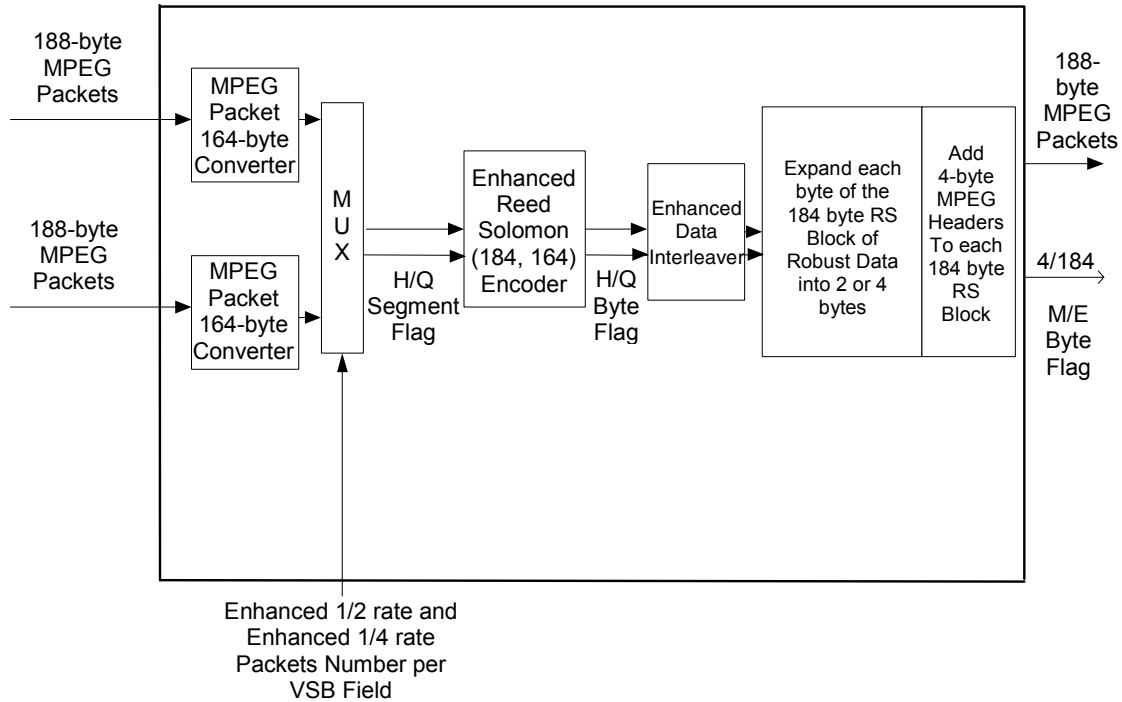 188-byte
MPEG
Packets
MPEG
Packet
164-byte
Converter
188-byte
MPEG
Packets
MPEG
Packet
164-byte
Converter
M
U
X
H/Q
Segment
Flag
Enhanced
Reed
Solomon
(184, 164)
Encoder
H/Q
Byte
Flag
Enhanced
Data
Interleaver
Expand each
byte of the
184 byte RS
Block of
Robust Data
into 2 or 4
bytes
Add
4-byte
MPEG
Headers
To each
184 byte
RS
Block
188-
byte
MPEG
Packets
4/184
M/E
Byte
Flag
Enhanced 1/2 rate and
Enhanced 1/4 rate
Packets Number per
VSB Field